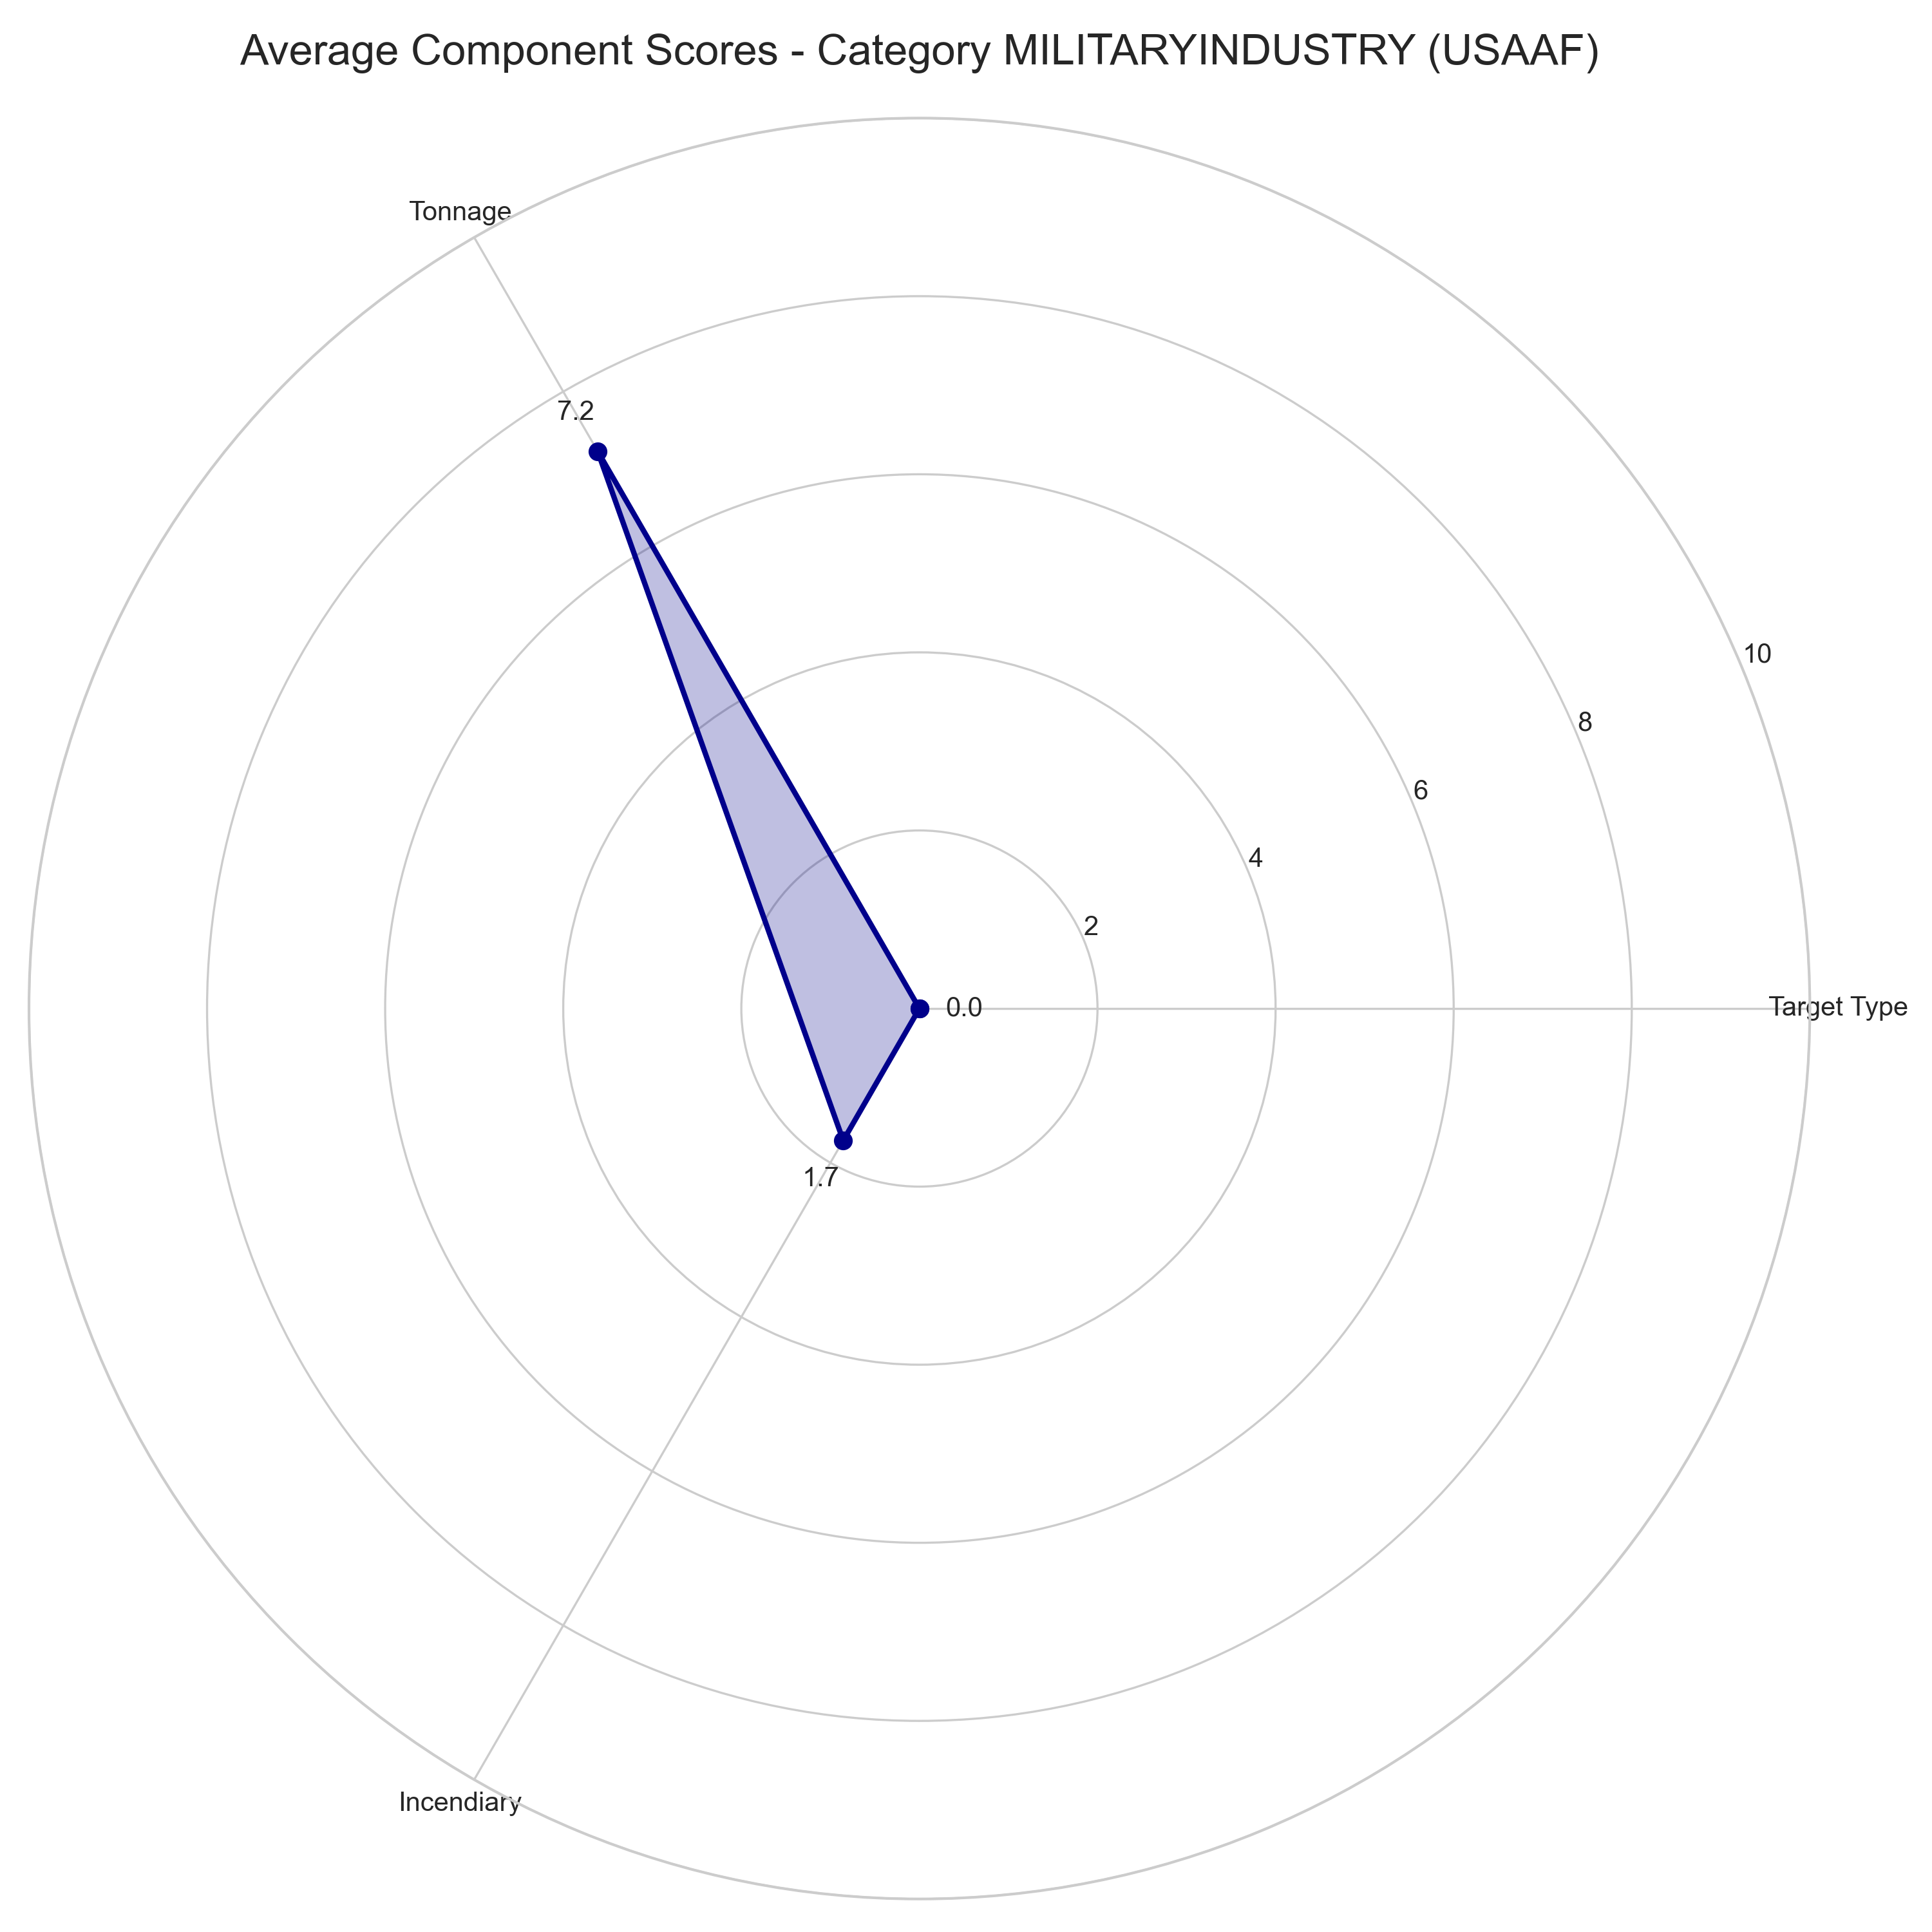 Average Component Scores - Category MILITARYINDUSTRY (USAAF)
Tonnage
7.2
10
8
6
4
2
0.0
Target Type
1.7
Incendiary